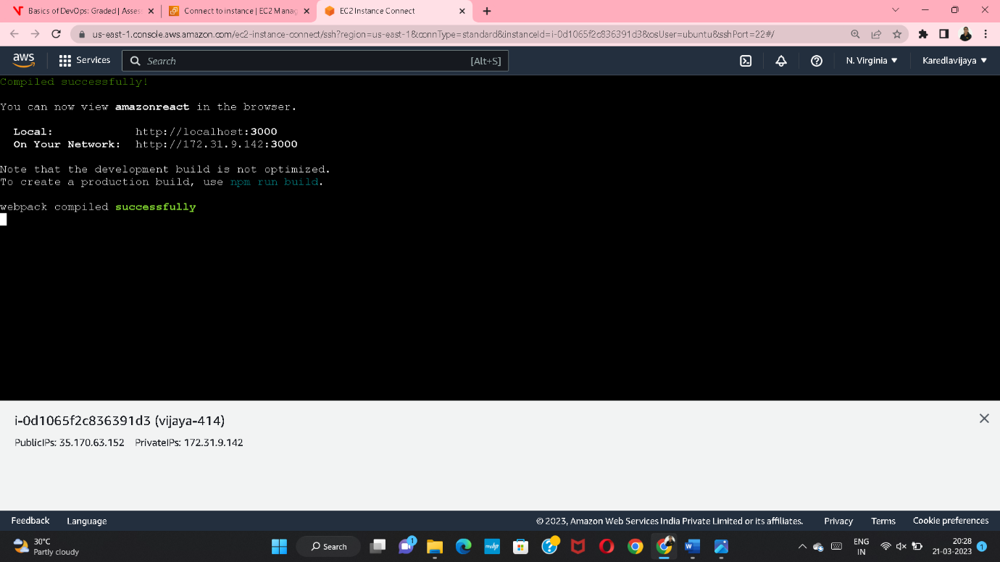 Basics of DevOps: Graded | Asses
Connect to instance | EC2 Manag
EC2 Instance Connect
us-east-1.console.aws.amazon.com/ec2-instance-connect/ssh?region=us-east-1&connType=standard&instanceId=i-0d1065f2c836391d3&osUser=ubuntu&sshPort=22#/
aws Services Search [Alt+S] N. Virginia Karedlavijaya
Compiled successfully!
You can now view amazonreact in the browser.
Local: http://localhost:3000
On Your Network: http://172.31.9.142:3000
Note that the development build is not optimized.
To create a production build, use npm run build.
webpack compiled successfully
i-0d1065f2c836391d3 (vijaya-414)
PublicIPs: 35.170.63.152 PrivateIPs: 172.31.9.142
Feedback Language © 2023, Amazon Web Services India Private Limited or its affiliates. Privacy Terms Cookie preferences
30°C
Partly cloudy
Search
1
myhp
W
ENG
IN
20:28
21-03-2023
1